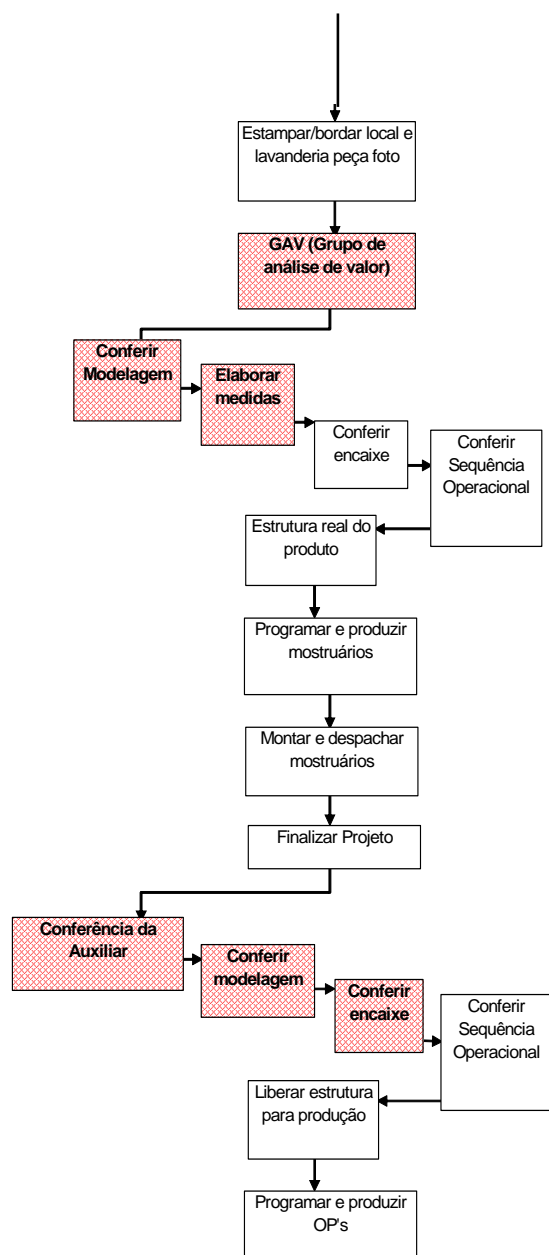 Estampar/bordar local e
lavanderia peça foto
GAV (Grupo de
análise de valor)
Conferir
Modelagem
Elaborar
medidas
Conferir
encaixe
Conferir
Sequência
Operacional
Estrutura real do
produto
Programar e produzir
mostruários
Montar e despachar
mostruários
Finalizar Projeto
Conferência da
Auxiliar
Conferir
modelagem
Conferir
encaixe
Conferir
Sequência
Operacional
Liberar estrutura
para produção
Programar e produzir
OP's